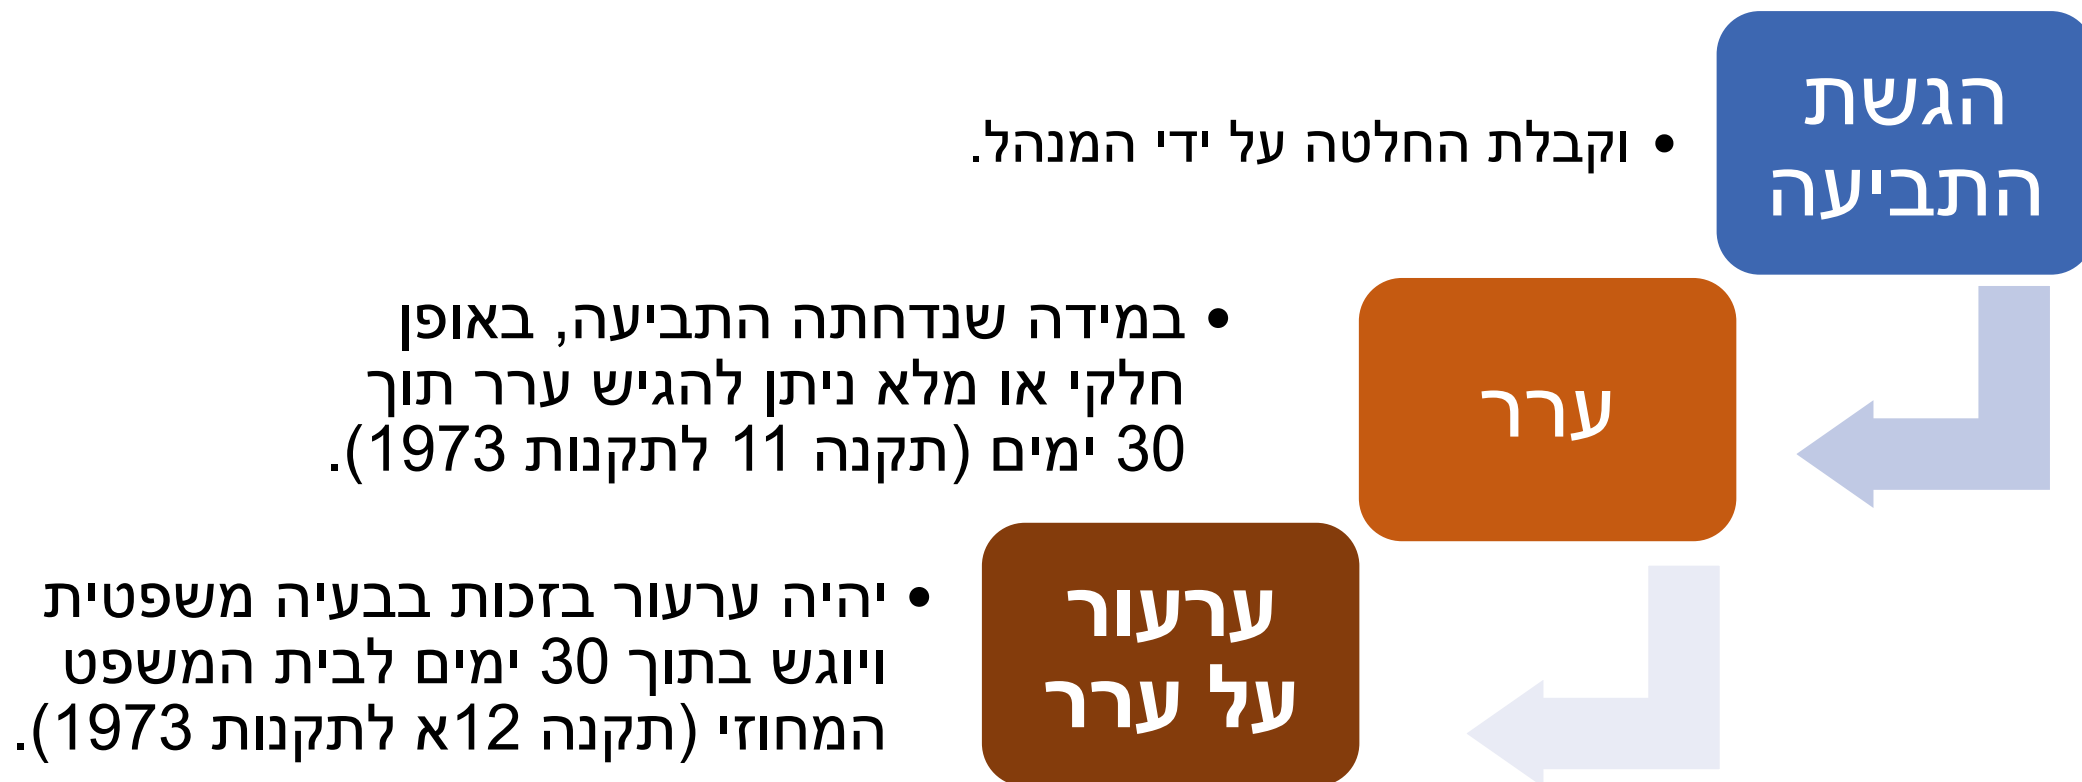 הגשת
התביעה
• וקבלת החלטה על ידי המנהל.
ערר
• במידה שנדחתה התביעה, באופן
חלקי או מלא ניתן להגיש ערר תוך
30 ימים (תקנה 11 לתקנות 1973).
ערעור
על ערר
• יהיה ערעור בזכות בבעיה משפטית
ויוגש בתוך 30 ימים לבית המשפט
המחוזי (תקנה 12א לתקנות 1973).